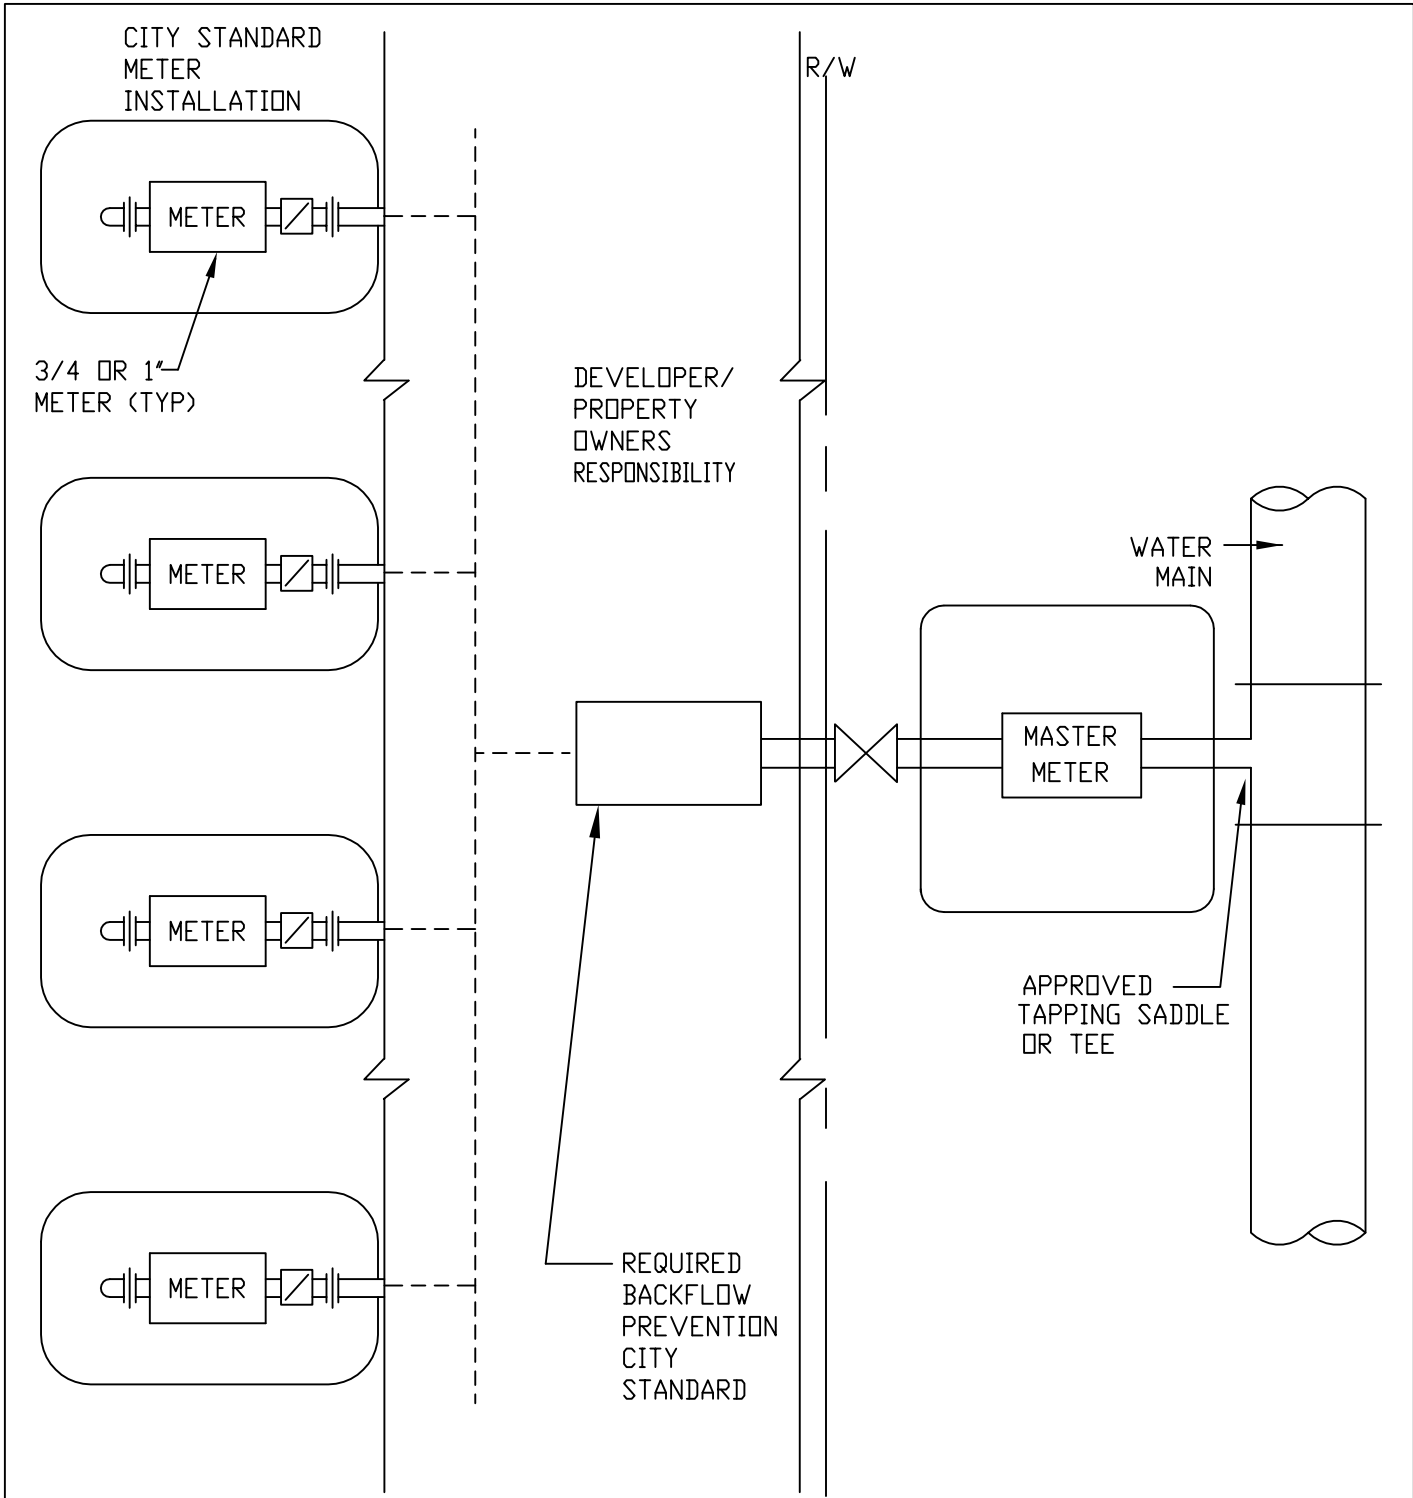 CITY STANDARD
METER
INSTALLATION
METER
3/4 OR 1"
METER (TYP)
METER
METER
METER
DEVELOPER/
PROPERTY
OWNERS
RESPONSIBILITY
R/W
WATER
MAIN
MASTER
METER
APPROVED
TAPPING SADDLE
OR TEE
REQUIRED
BACKFLOW
PREVENTION
CITY
STANDARD